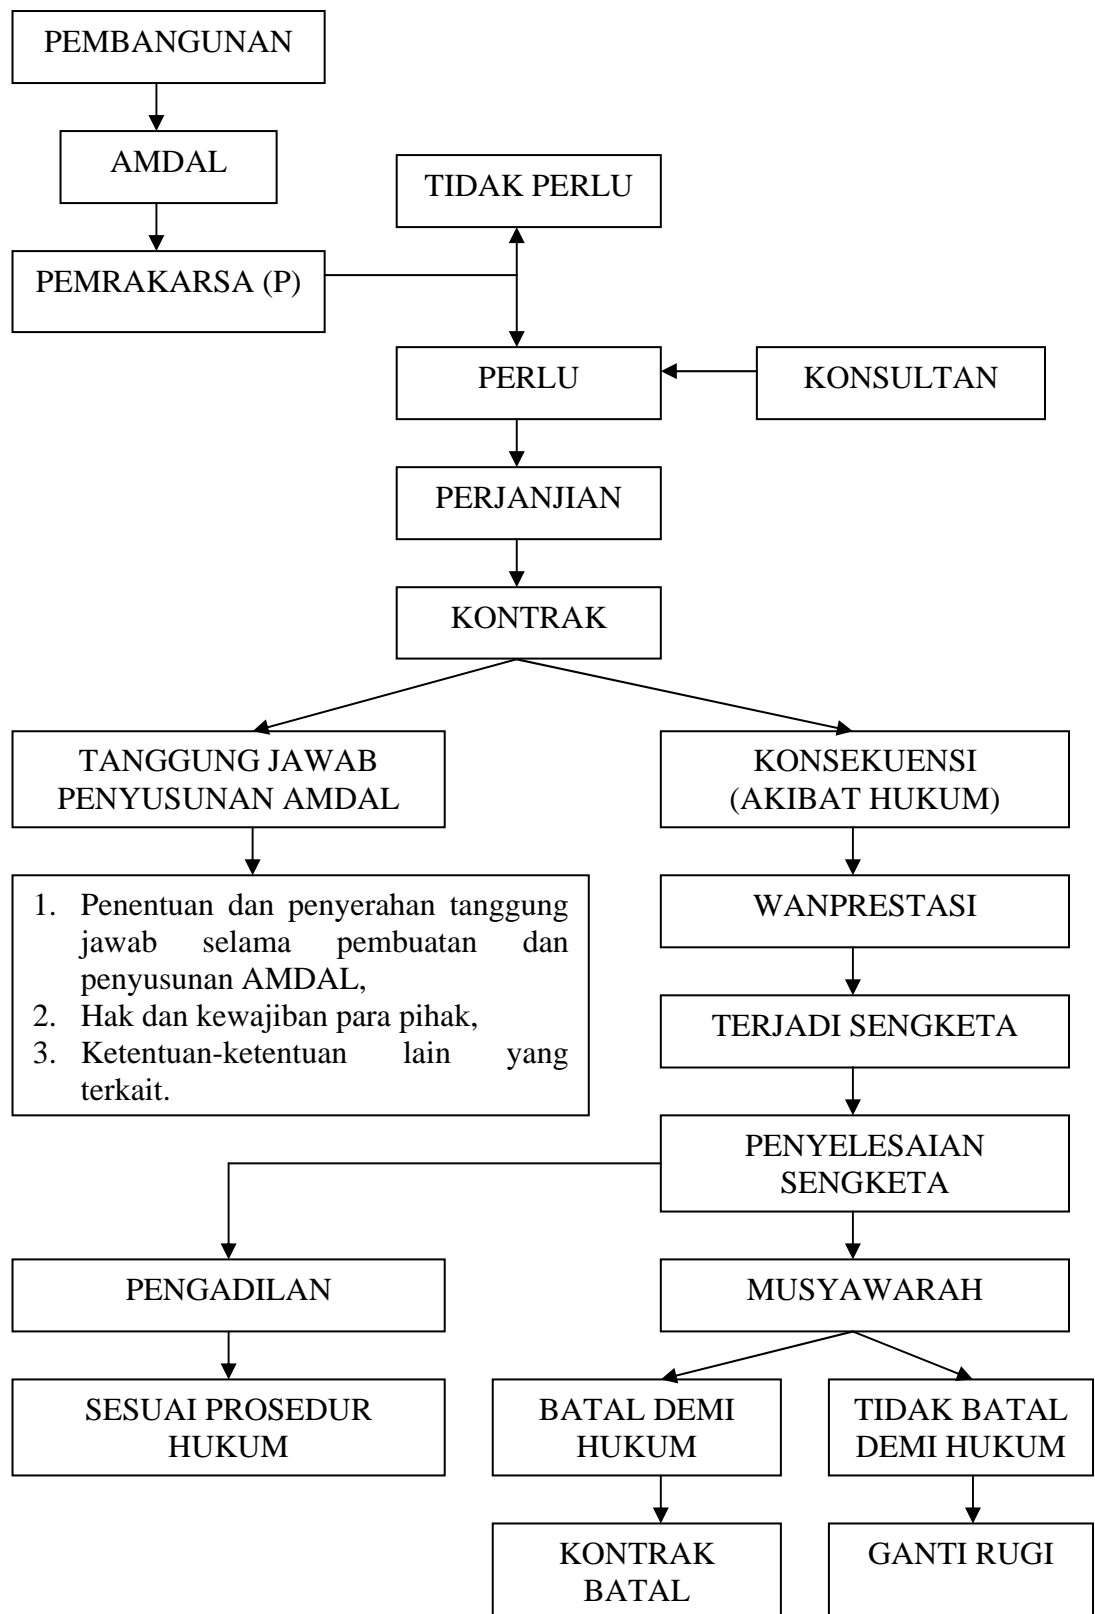 PEMBANGUNAN
AMDAL
TIDAK PERLU
PEMRAKARSA (P)
PERLU
KONSULTAN
PERJANJIAN
KONTRAK
TANGGUNG JAWAB
PENYUSUNAN AMDAL
KONSEKUENSI
(AKIBAT HUKUM)
1. Penentuan dan penyerahan tanggung
jawab selama pembuatan dan
penyusunan AMDAL,
2. Hak dan kewajiban para pihak,
3. Ketentuan-ketentuan lain yang
terkait.
WANPRESTASI
TERJADI SENGKETA
PENYELESAIAN
SENGKETA
PENGADILAN
MUSYAWARAH
SESUAI PROSEDUR
HUKUM
BATAL DEMI
HUKUM
TIDAK BATAL
DEMI HUKUM
KONTRAK
BATAL
GANTI RUGI